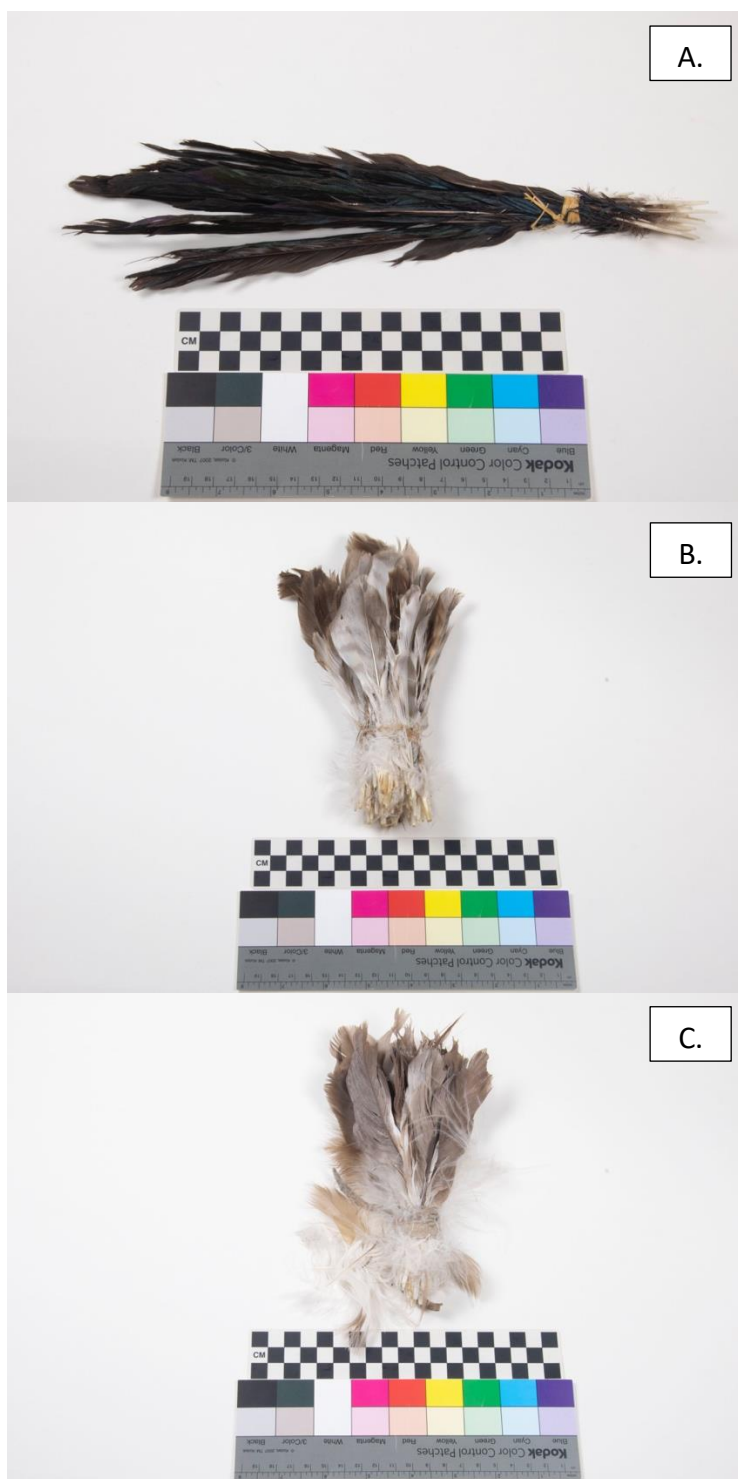 A.
CM
Blue Cyan Green Yellow Red Magenta White 3/Color Black
Kodak Color Control Patches
B.
CM
Blue Cyan Green Yellow Red Magenta White 3/Color Black
Kodak Color Control Patches
C.
CM
Blue Cyan Green Yellow Red Magenta White 3/Color Black
Kodak Color Control Patches